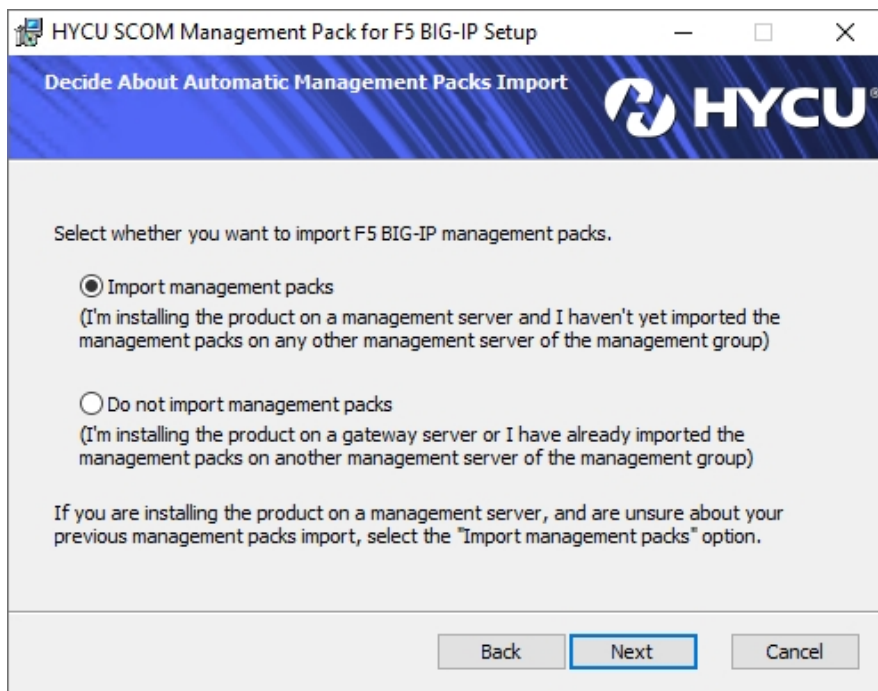 HYCU SCOM Management Pack for F5 BIG-IP Setup
Decide About Automatic Management Packs Import
HYCU®
Select whether you want to import F5 BIG-IP management packs.
Import management packs
(I'm installing the product on a management server and I haven't yet imported the
management packs on any other management server of the management group)
Do not import management packs
(I'm installing the product on a gateway server or I have already imported the
management packs on another management server of the management group)
If you are installing the product on a management server, and are unsure about your
previous management packs import, select the "Import management packs" option.
Back Next Cancel